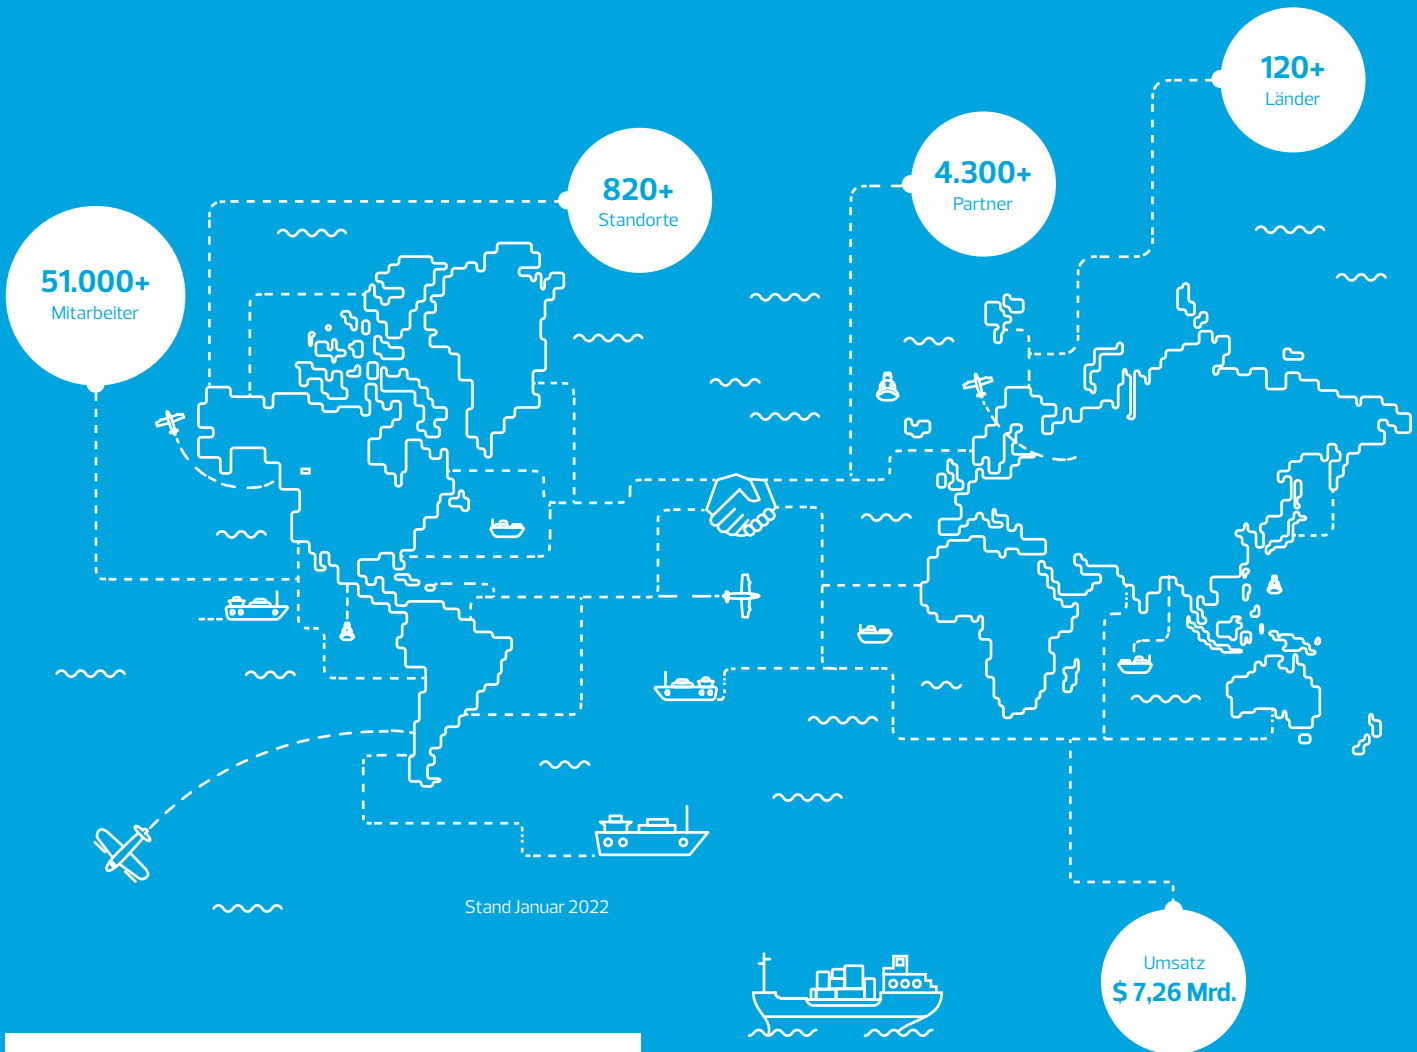 120+
Länder
4.300+
Partner
820+
Standorte
51.000+
Mitarbeiter
Stand Januar 2022
Umsatz
$ 7,26 Mrd.